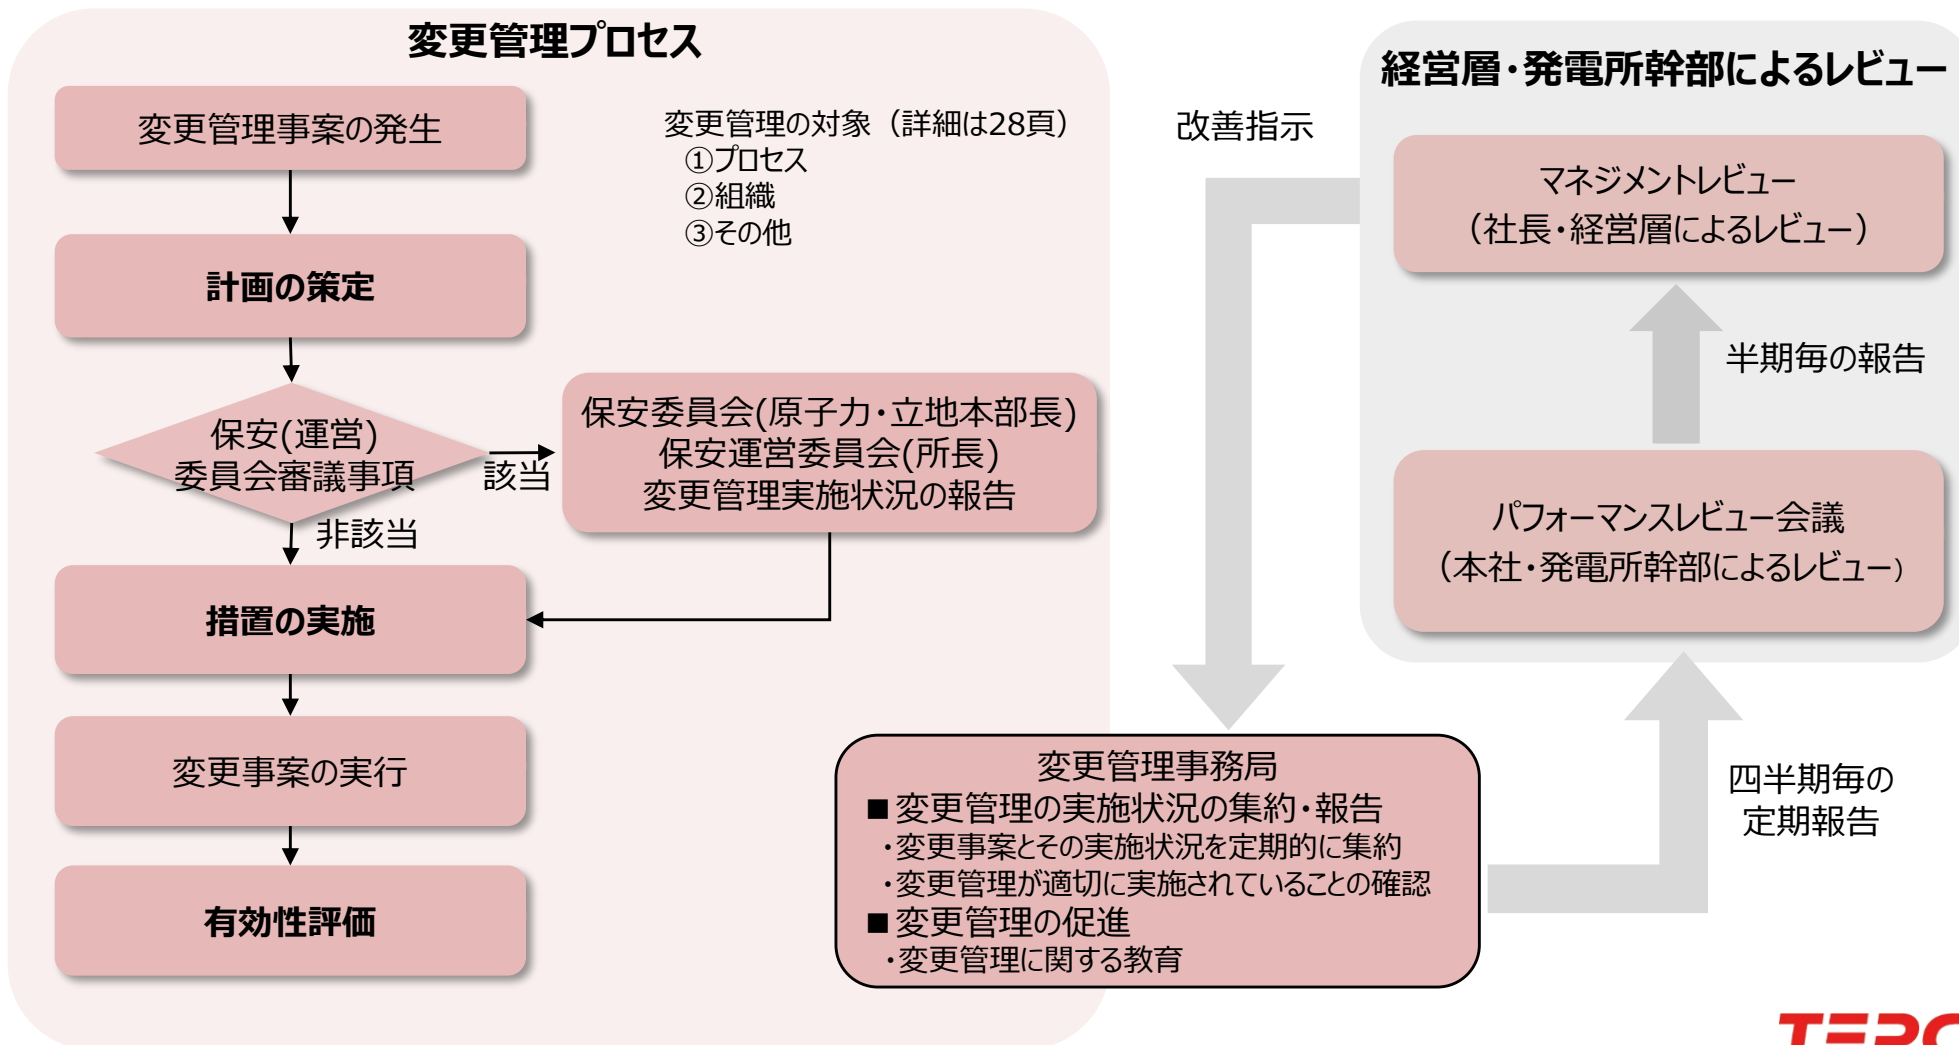 変更管理プロセス
変更管理事案の発生
変更管理の対象（詳細は28頁）
①プロセス
②組織
③その他
計画の策定
保安(運営)
委員会審議事項
該当
非該当
保安委員会(原子力・立地本部長)
保安運営委員会(所長)
変更管理実施状況の報告
措置の実施
変更事案の実行
有効性評価
経営層・発電所幹部によるレビュー
改善指示
マネジメントレビュー
（社長・経営層によるレビュー）
半期毎の報告
パフォーマンスレビュー会議
（本社・発電所幹部によるレビュー）
四半期毎の
定期報告
変更管理事務局
■変更管理の実施状況の集約・報告
・変更事案とその実施状況を定期的に集約
・変更管理が適切に実施されていることの確認
■変更管理の促進
・変更管理に関する教育